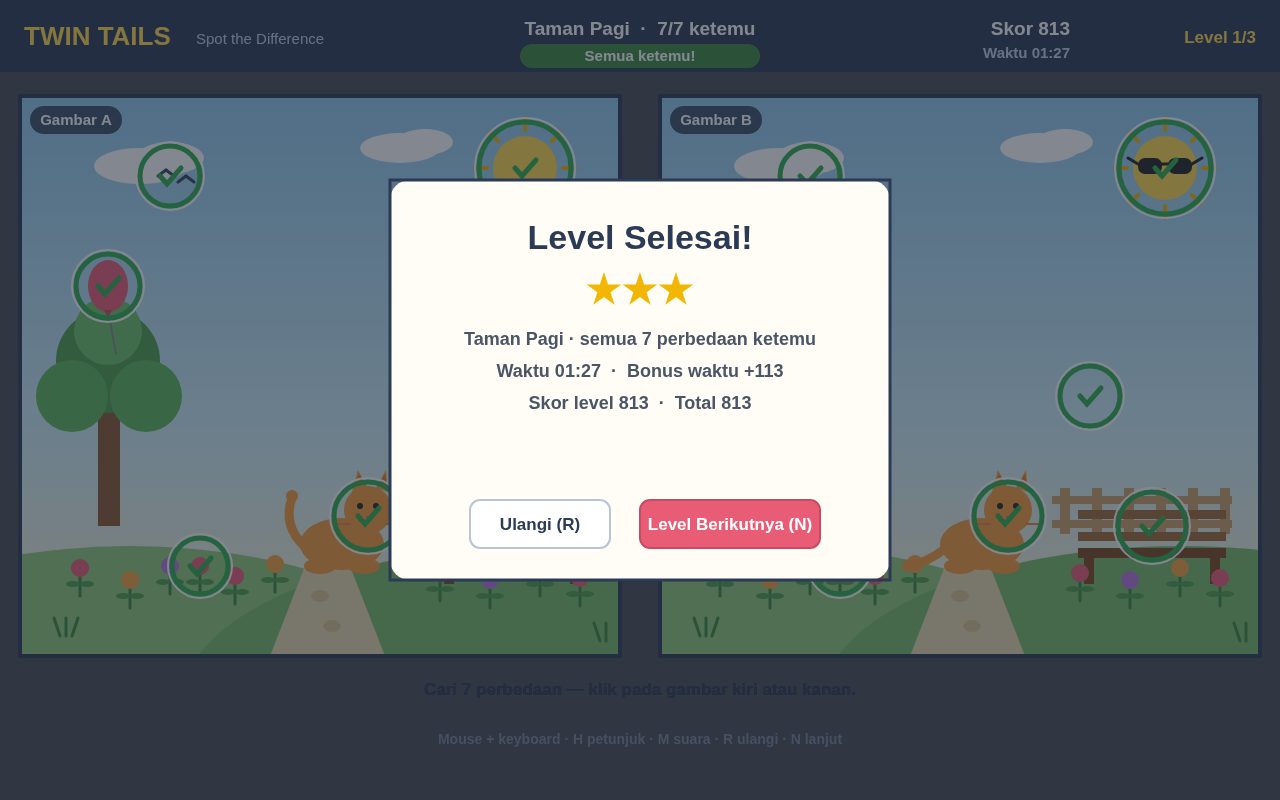 TWIN TAILS
Spot the Difference
Taman Pagi · 7/7 ketemu
Semua ketemu!
Skor 813
Waktu 01:27
Level 1/3
Gambar A
Gambar B
Level Selesai!
★★★
Taman Pagi · semua 7 perbedaan ketemu
Waktu 01:27 · Bonus waktu +113
Skor level 813 · Total 813
Ulangi (R)
Level Berikutnya (N)
Cari 7 perbedaan — klik pada gambar kiri atau kanan.
Mouse + keyboard · H petunjuk · M suara · R ulangi · N lanjut